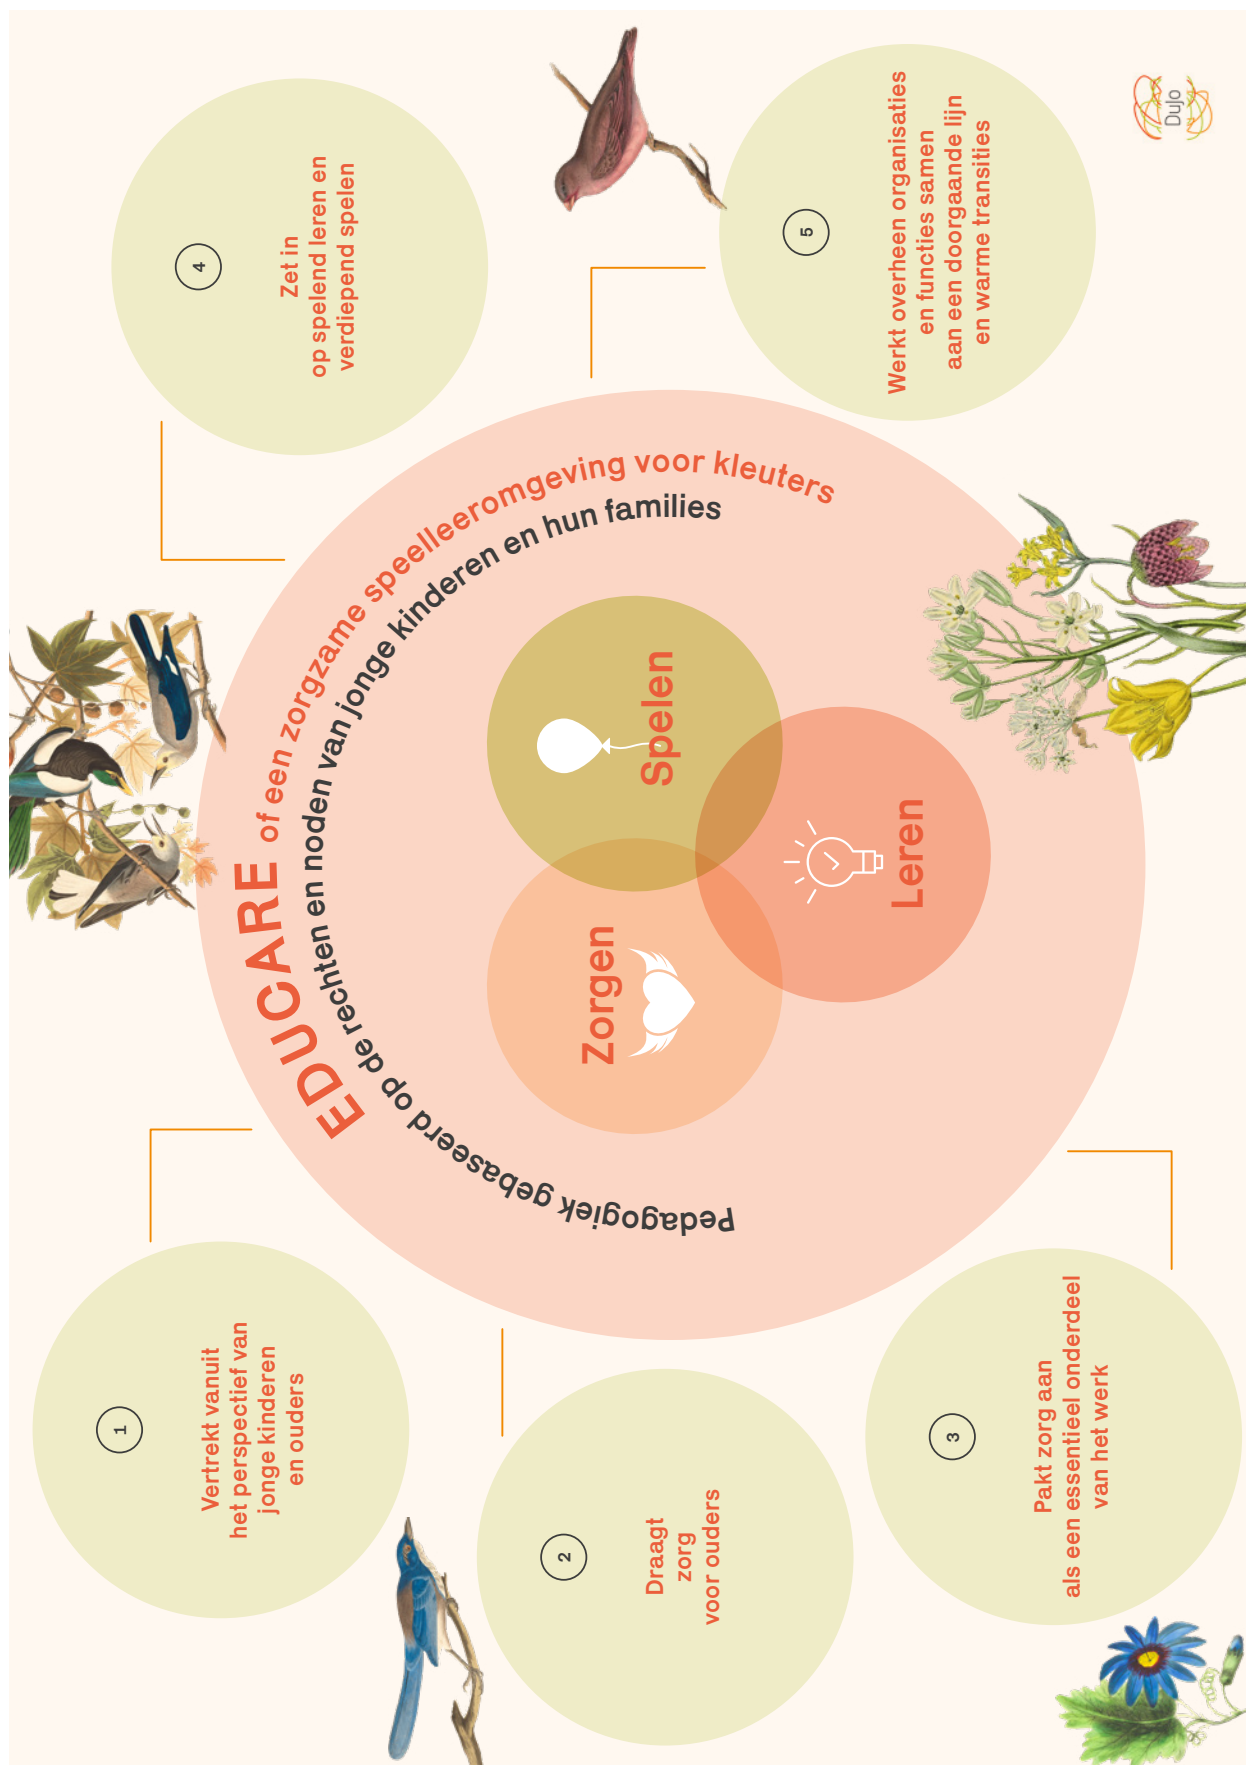 EDUCARE of een zorgzame speelleeromgeving voor kleuters
Pedagogiek gebaseerd op de rechten en noden van jonge kinderen en hun families
Zorgen
Spelen
Leren
1
Vertrekt vanuit
het perspectief van
jonge kinderen
en ouders
2
Draagt
zorg
voor ouders
3
Pakt zorg aan
als een essentieel onderdeel
van het werk
4
Zet in
op spelend leren en
verdiepend spelen
5
Werkt overheen organisaties
en functies samen
aan een doorgaande lijn
en warme transities
DuJo